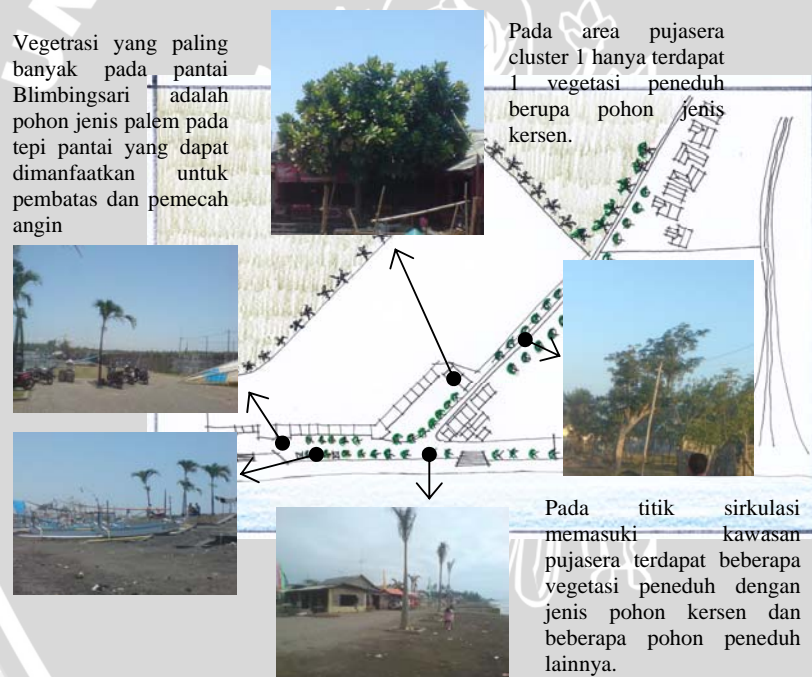 Vegetrasi yang paling
banyak pada pantai
Blimbingsari adalah
pohon jenis palem pada
tepi pantai yang dapat
dimanfaatkan untuk
pembatas dan pemecah
angin
Pada area pujasera
cluster 1 hanya terdapat
1 vegetasi peneduh
berupa pohon jenis
kersen.
Pada titik sirkulasi
memasuki kawasan
pujasera terdapat beberapa
vegetasi peneduh dengan
jenis pohon kersen dan
beberapa pohon peneduh
lainnya.